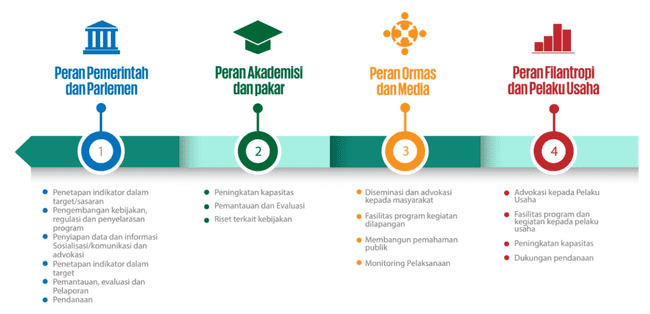 Peran Pemerintah
dan Parlemen
1
Penetapan indikator dalam
target/sasaran
Pengembangan kebijakan,
regulasi dan penyelarasan
program
Penyiapan data dan informasi
Sosialisasi/komunikasi dan
advokasi
Penetapan indikator dalam
target
Pemantauan, evaluasi dan
Pelaporan
Pendanaan
Peran Akademisi
dan pakar
2
Peningkatan kapasitas
Pemantauan dan Evaluasi
Riset terkait kebijakan
Peran Ormas
dan Media
3
Diseminasi dan advokasi
kepada masyarakat
Fasilitas program kegiatan
dilapangan
Membangun pemahaman
publik
Monitoring Pelaksanaan
Peran Filantropi
dan Pelaku Usaha
4
Advokasi kepada Pelaku
Usaha
Fasilitas program dan
kegiatan kepada pelaku
usaha
Peningkatan kapasitas
Dukungan pendanaan